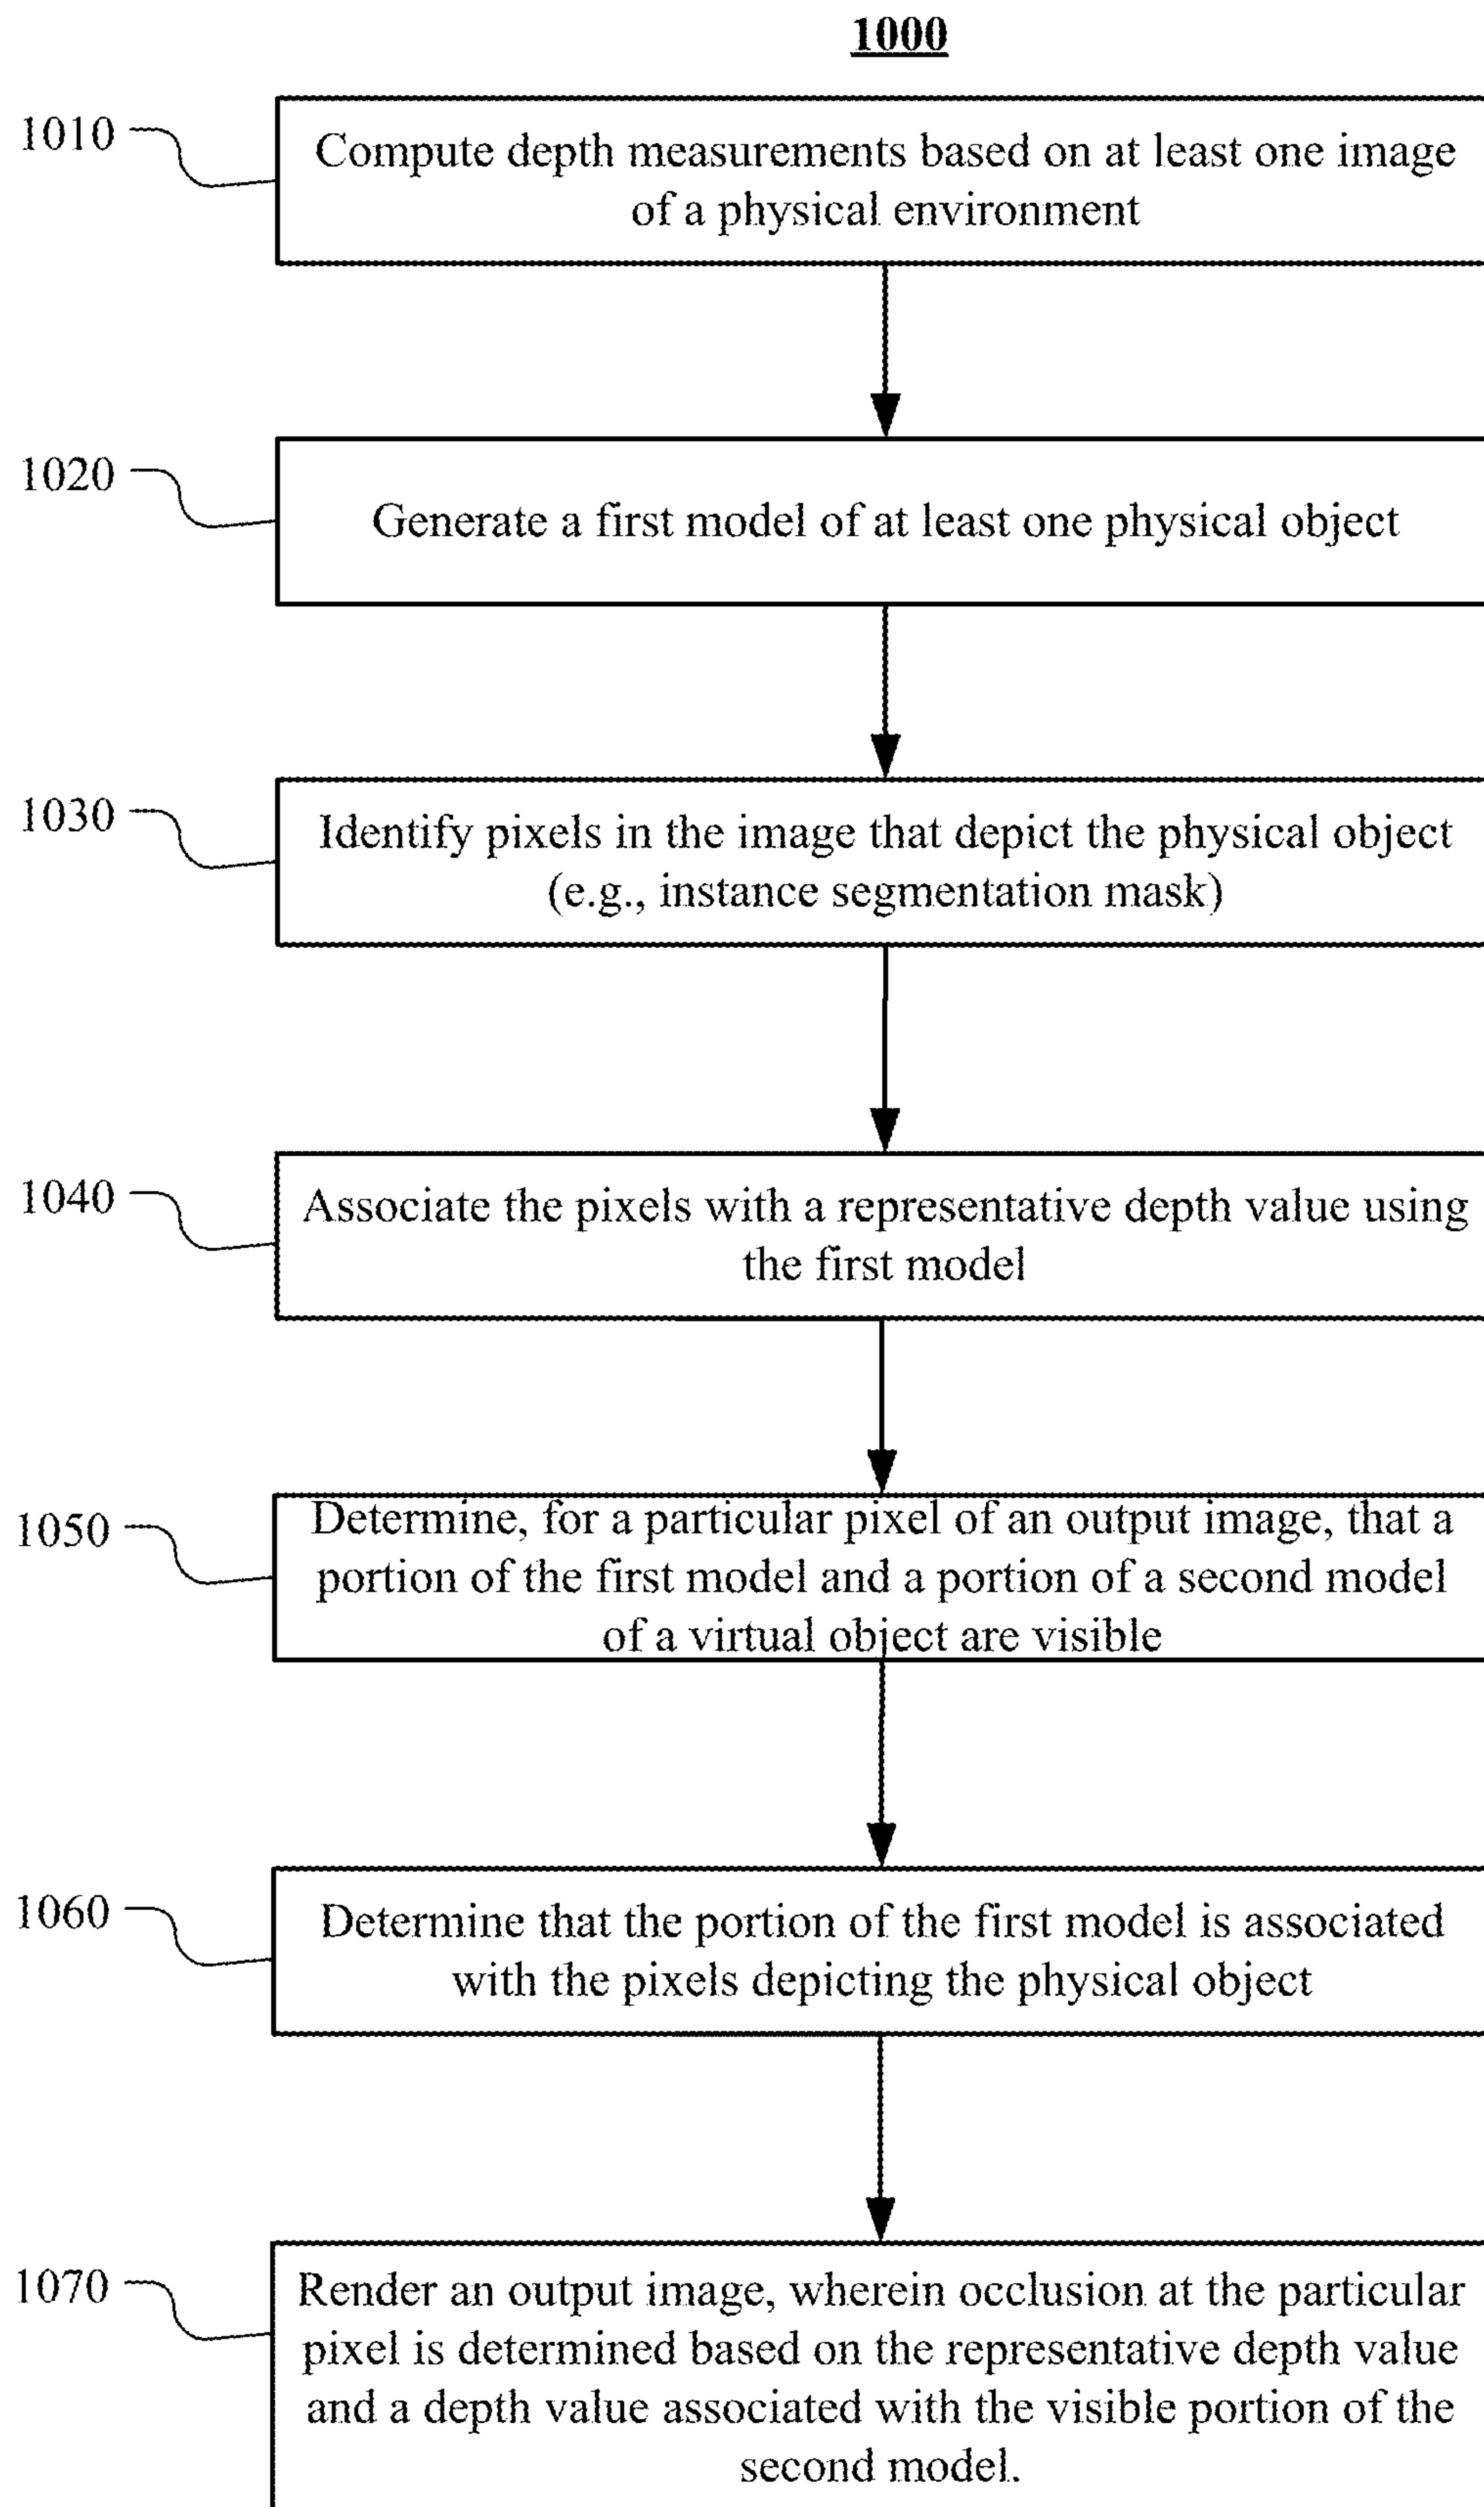 1000
1010
Compute depth measurements based on at least one image
of a physical environment
1020
Generate a first model of at least one physical object
1030
Identify pixels in the image that depict the physical object
(e.g., instance segmentation mask)
1040
Associate the pixels with a representative depth value using
the first model
1050
Determine, for a particular pixel of an output image, that a
portion of the first model and a portion of a second model
of a virtual object are visible
1060
Determine that the portion of the first model is associated
with the pixels depicting the physical object
1070
Render an output image, wherein occlusion at the particular
pixel is determined based on the representative depth value
and a depth value associated with the visible portion of the
second model.